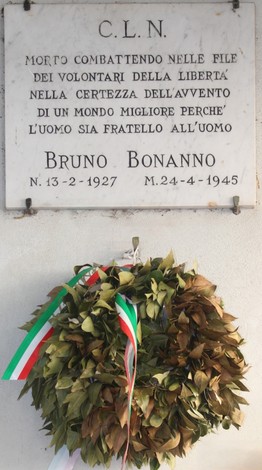 C.L.N.
MORTO COMBATTENDO NELLE FILE
DEI VOLONTARI DELLA LIBERTA'
NELLA CERTEZZA DELL'AVVENTO
DI UN MONDO MIGLIORE PERCHE'
L'UOMO SIA FRATELLO ALL'UOMO
BRUNO BONANNO
N. 13-2-1927 M. 24-4-1945